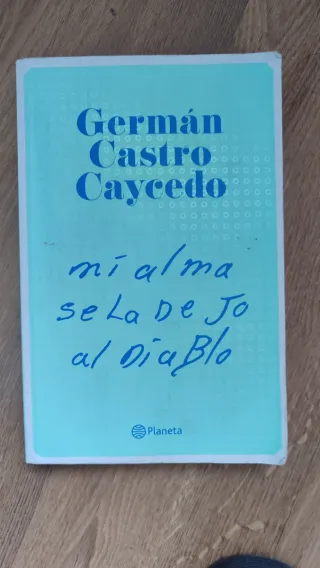 Germán
Castro
Caycedo
mi alma
se La De Jo
al DiaBlo
Planeta